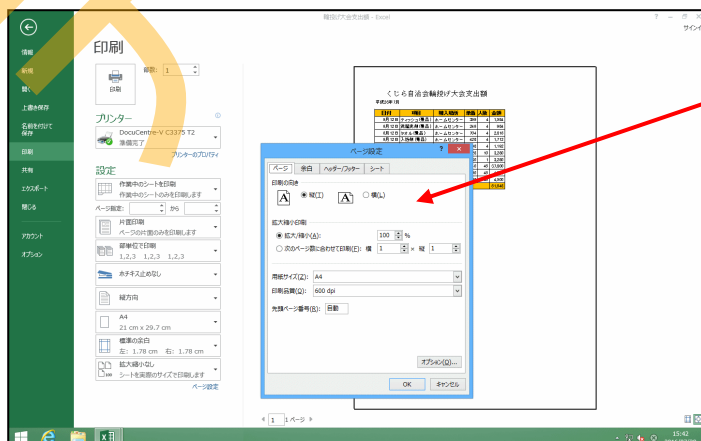 輪投げ大会支出額 - Excel
サインイ
情報
新規
開く
上書き保存
名前を付けて
保存
印刷
共有
エクスポート
閉じる
アカウント
オプション
印刷
部数: 1
印刷
プリンター
DocuCentre-V C3375 T2
準備完了
プリンターのプロパティ
設定
作業中のシートを印刷
作業中のシートのみを印刷します
ページ指定: から
片面印刷
ページの片面のみを印刷します
部単位で印刷
1,2,3 1,2,3 1,2,3
ホチキス止めなし
縦方向
A4
21 cm x 29.7 cm
標準の余白
左: 1.78 cm 右: 1.78 cm
拡大縮小なし
シートを実際のサイズで印刷します
ページ設定
くじら自治会輪投げ大会支出額
日付 項目 購入場所 単価 人数 金額
ページ設定
ページ 余白 ヘッダー/フッター シート
印刷の向き
A 縦(T) A 横(L)
拡大縮小印刷
拡大/縮小(A): 100 %
次のページ数に合わせて印刷(F): 横 1 × 縦 1
用紙サイズ(Z): A4
印刷品質(Q): 600 dpi
先頭ページ番号(R): 自動
オプション(O)...
OK キャンセル
1 1 ページ
15:42